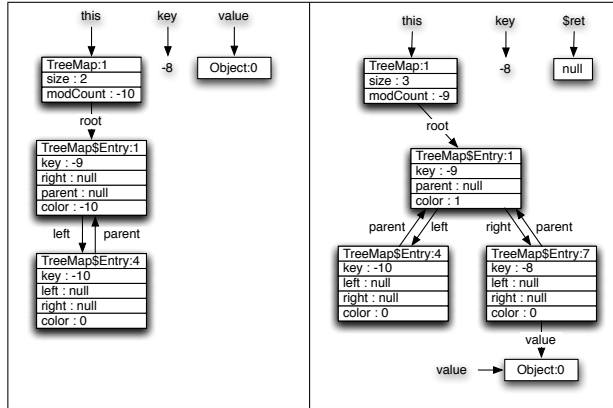 this
key
value
TreeMap:1
size : 2
modCount : -10
-8
Object:0
root
TreeMap$Entry:1
key : -9
right : null
parent : null
color : -10
left
parent
TreeMap$Entry:4
key : -10
left : null
right : null
color : 0
this
key
$ret
TreeMap:1
size : 3
modCount : -9
-8
null
root
TreeMap$Entry:1
key : -9
parent : null
color : 1
parent
left
right
parent
TreeMap$Entry:4
key : -10
left : null
right : null
color : 0
TreeMap$Entry:7
key : -8
left : null
right : null
color : 0
value
value
Object:0